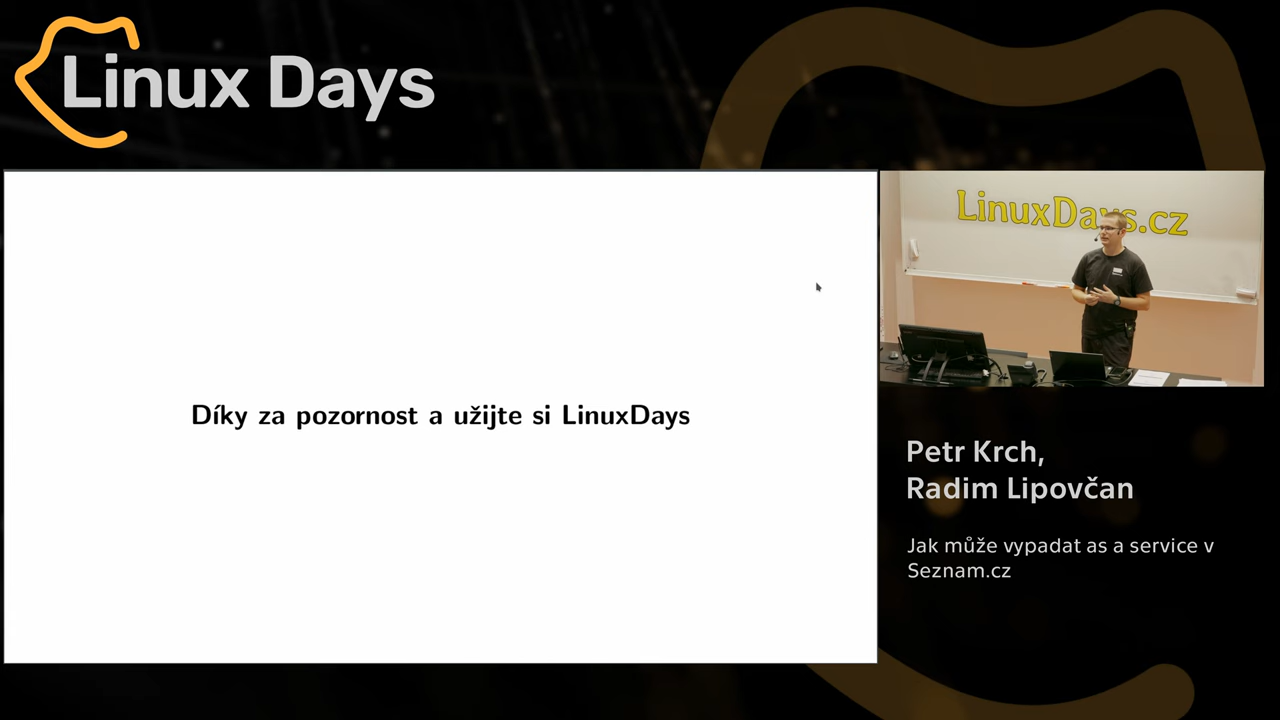 Linux Days
LinuxDays.cz
Díky za pozornost a užijte si LinuxDays
Petr Krch,
Radim Lipovčan
Jak může vypadat as a service v
Seznam.cz